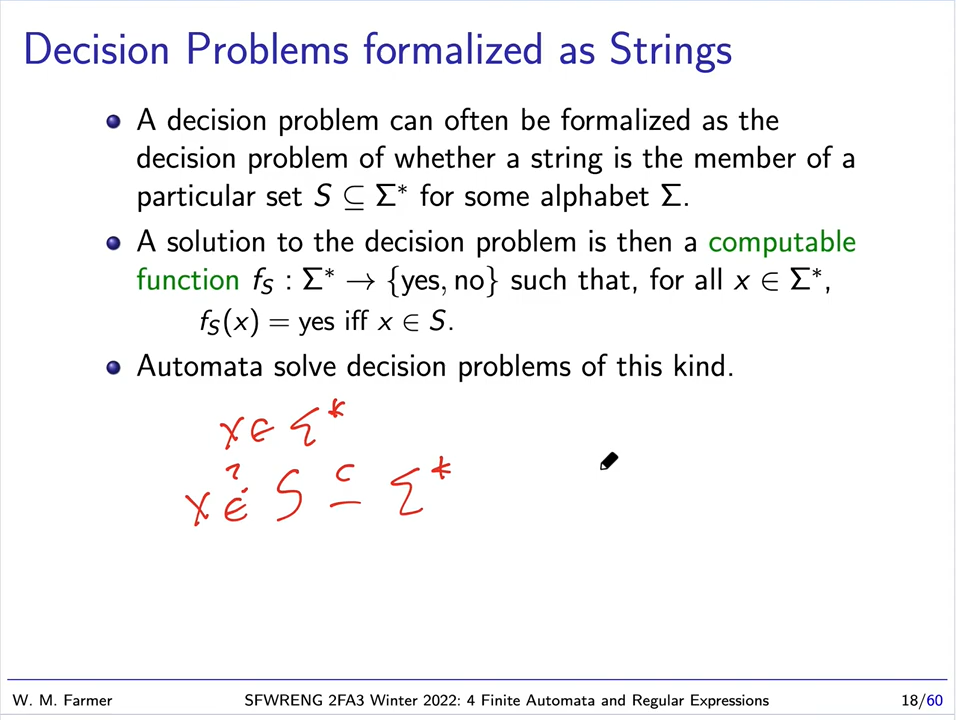 Decision Problems formalized as Strings
A decision problem can often be formalized as the
decision problem of whether a string is the member of a
particular set S ⊆ Σ* for some alphabet Σ.
A solution to the decision problem is then a computable
function fS : Σ* → {yes, no} such that, for all x ∈ Σ*,
fS(x) = yes iff x ∈ S.
Automata solve decision problems of this kind.
x ∈ Σ*
?
x ∈ S ⊆ Σ*
W. M. Farmer SFWRENG 2FA3 Winter 2022: 4 Finite Automata and Regular Expressions 18/60